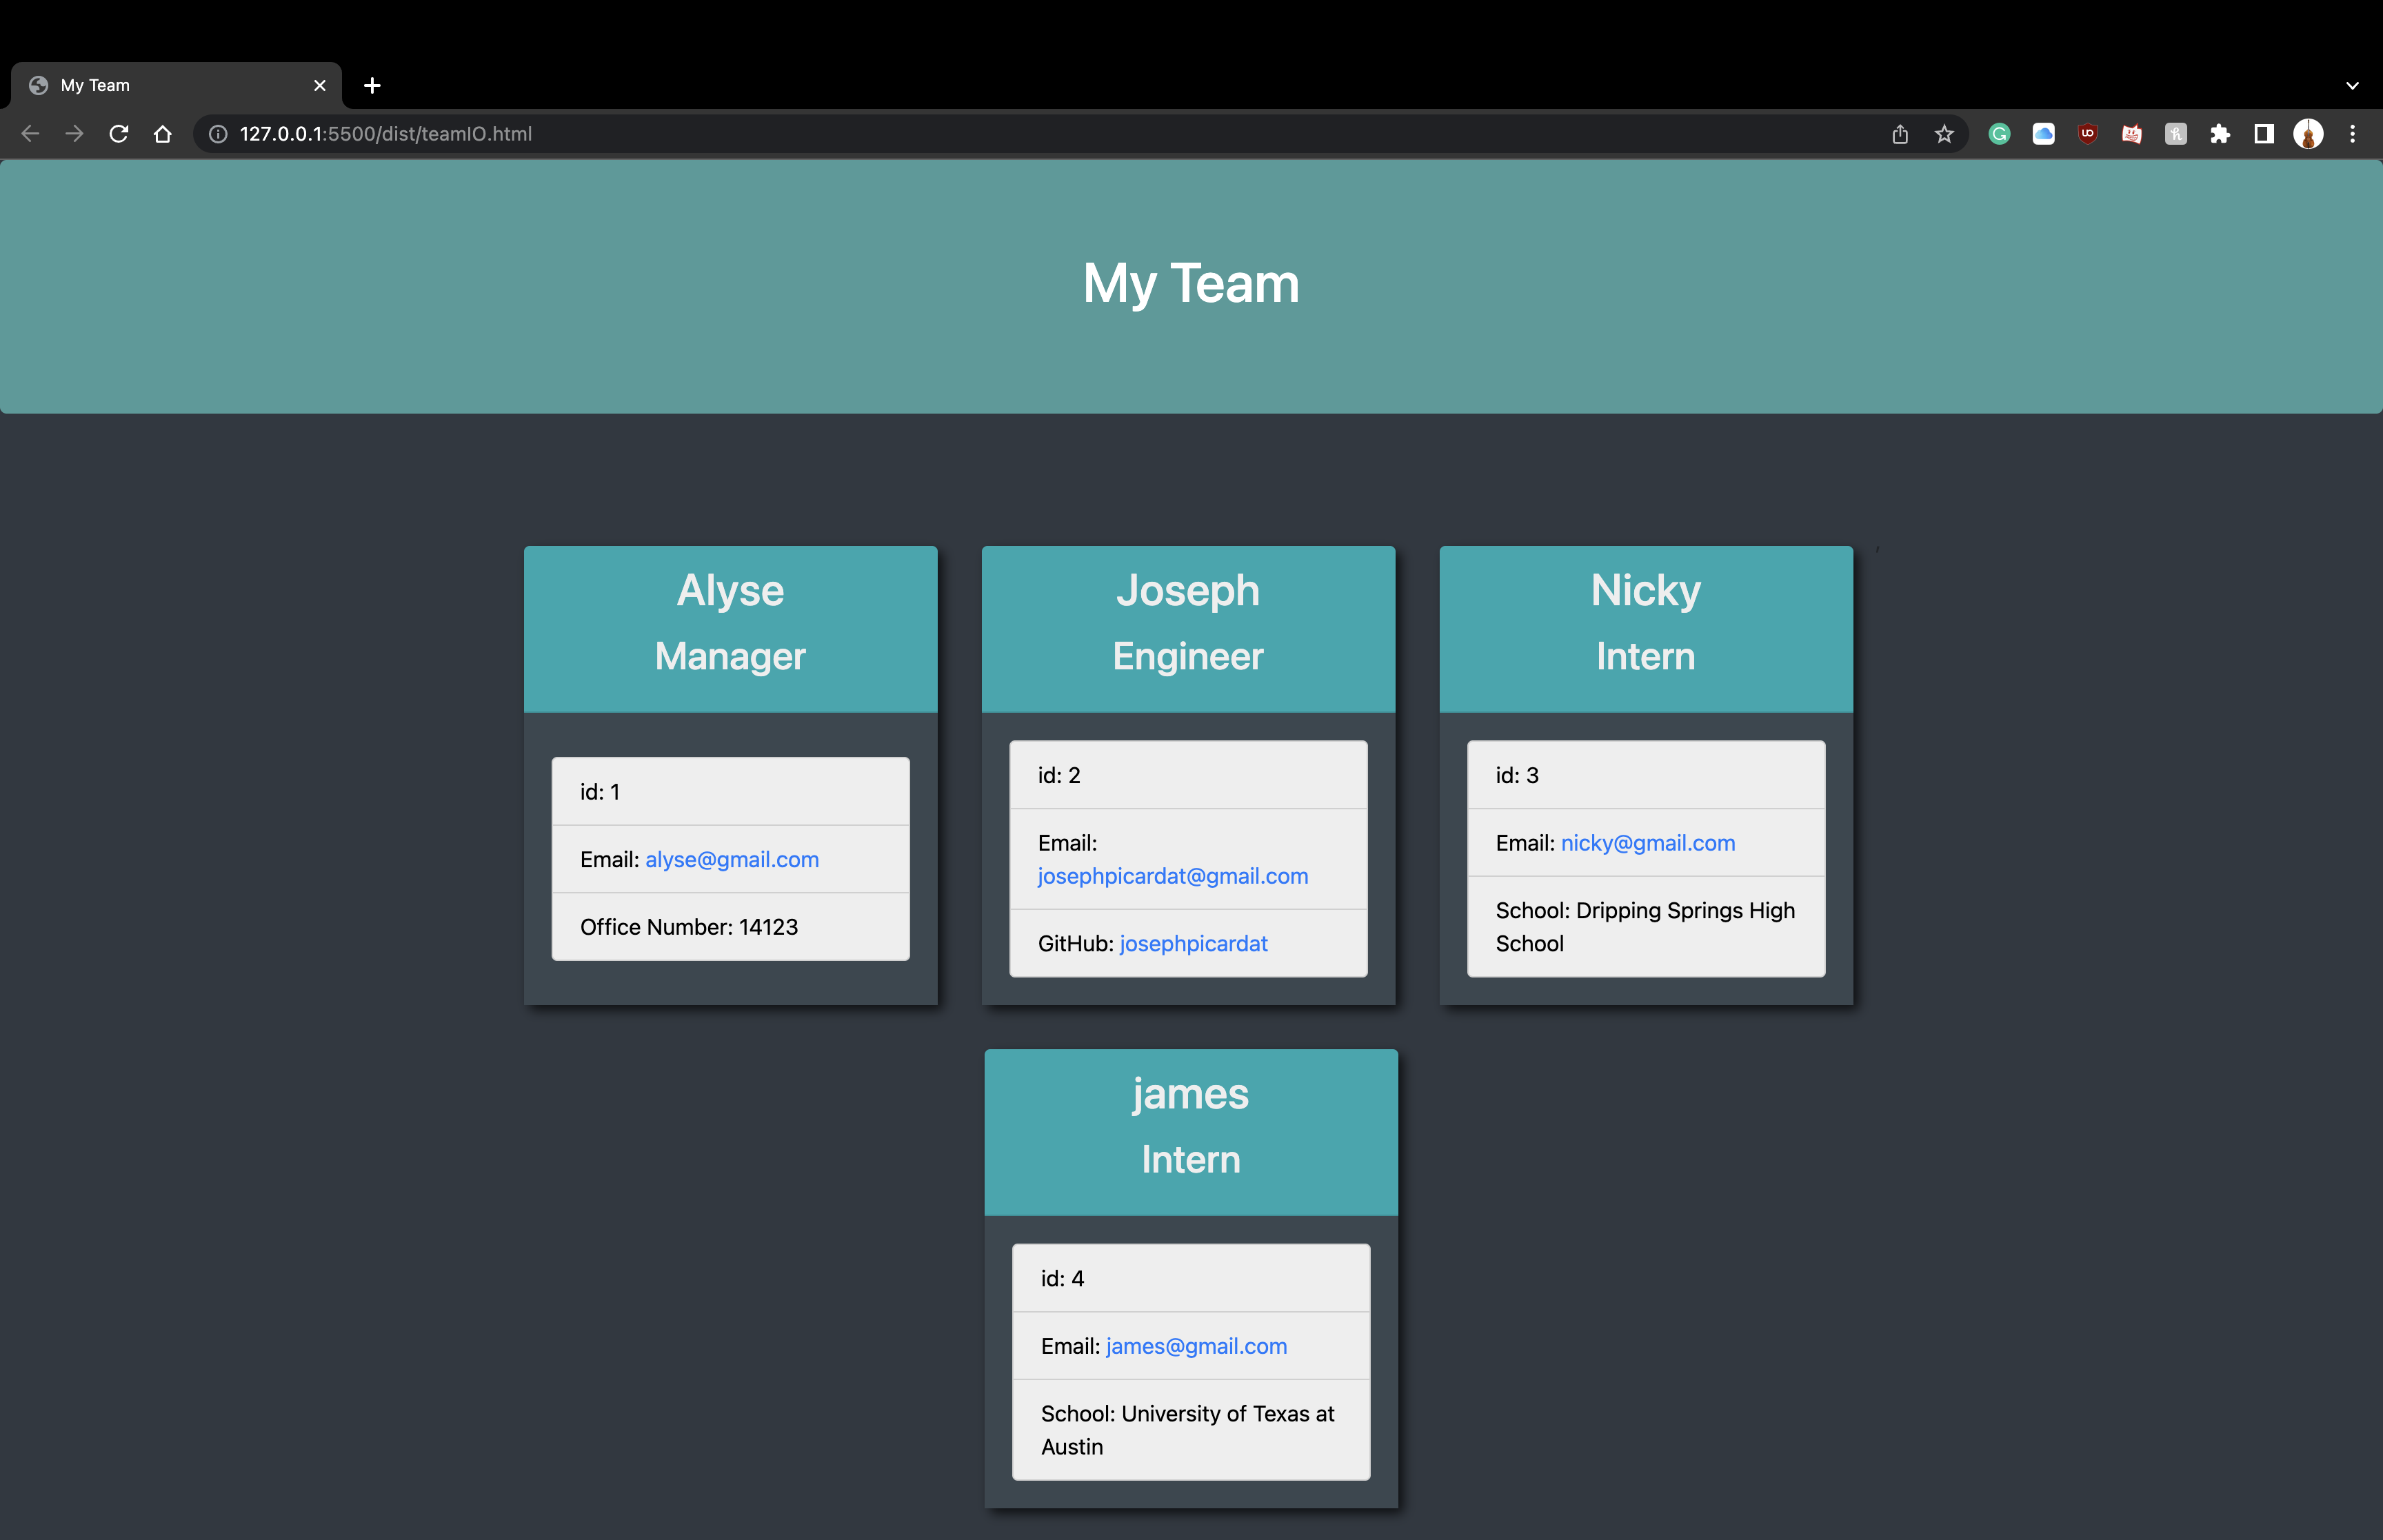 My Team
127.0.0.1:5500/dist/teamIO.html
My Team
Alyse
Manager
id: 1
Email: alyse@gmail.com
Office Number: 14123
Joseph
Engineer
id: 2
Email:
josephpicardat@gmail.com
GitHub: josephpicardat
Nicky
Intern
id: 3
Email: nicky@gmail.com
School: Dripping Springs High
School
,
james
Intern
id: 4
Email: james@gmail.com
School: University of Texas at
Austin